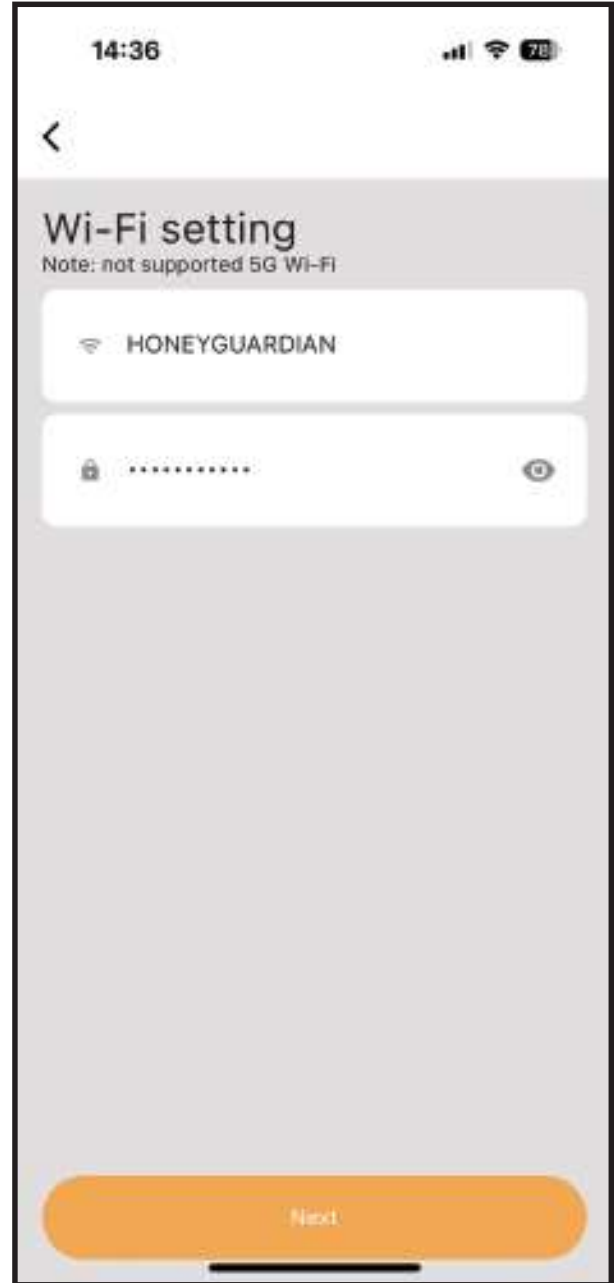 14:36
78
Wi-Fi setting
Note: not supported 5G Wi-Fi
HONEYGUARDIAN
•••••••••••
Next